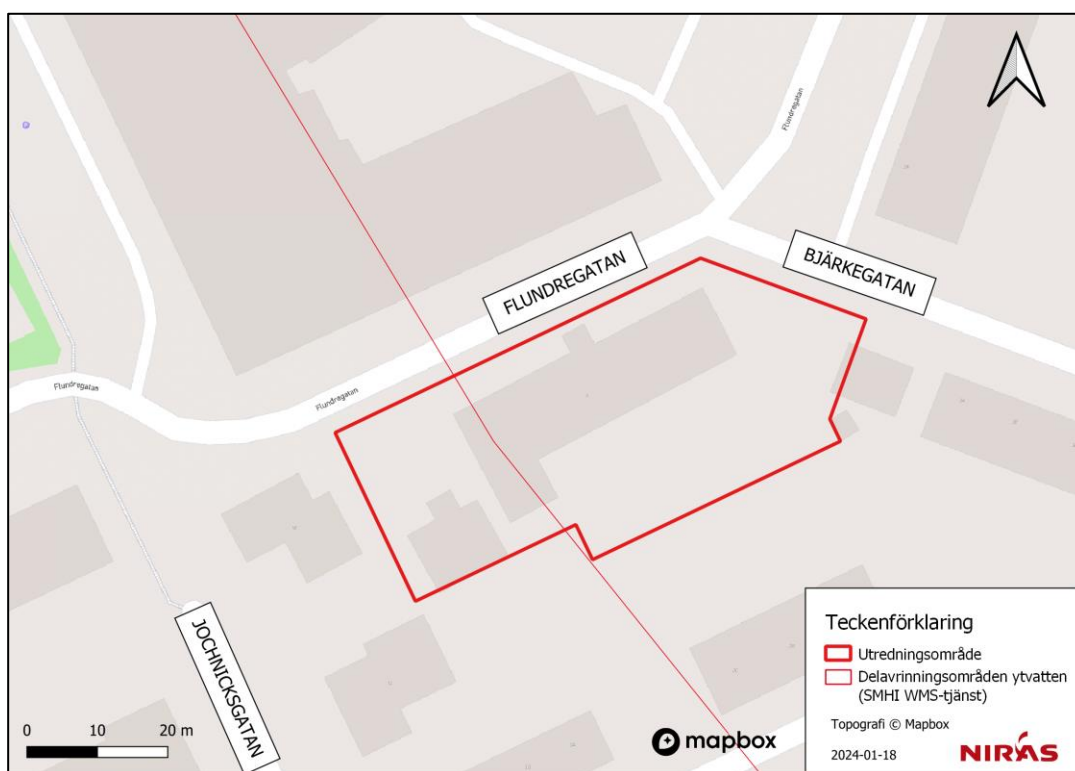 Flundregatan
BJÄRKEGATAN
FLUNDREGATAN
Flundregatan
Flundregatan
JOCHNICKSGATAN
0 10 20 m
mapbox
Teckenförklaring
Utredningsområde
Delavrinningsområden ytvatten
(SMHI WMS-tjänst)
Topografi © Mapbox
2024-01-18
NIRAS